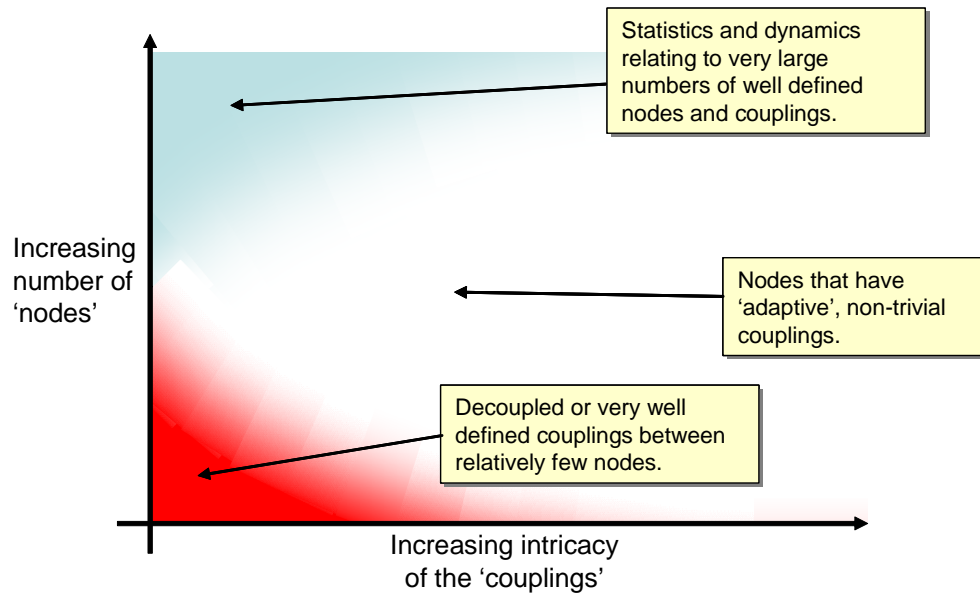 Statistics and dynamics
relating to very large
numbers of well defined
nodes and couplings.
Increasing
number of
‘nodes’
Nodes that have
‘adaptive’, non-trivial
couplings.
Decoupled or very well
defined couplings between
relatively few nodes.
Increasing intricacy
of the ‘couplings’